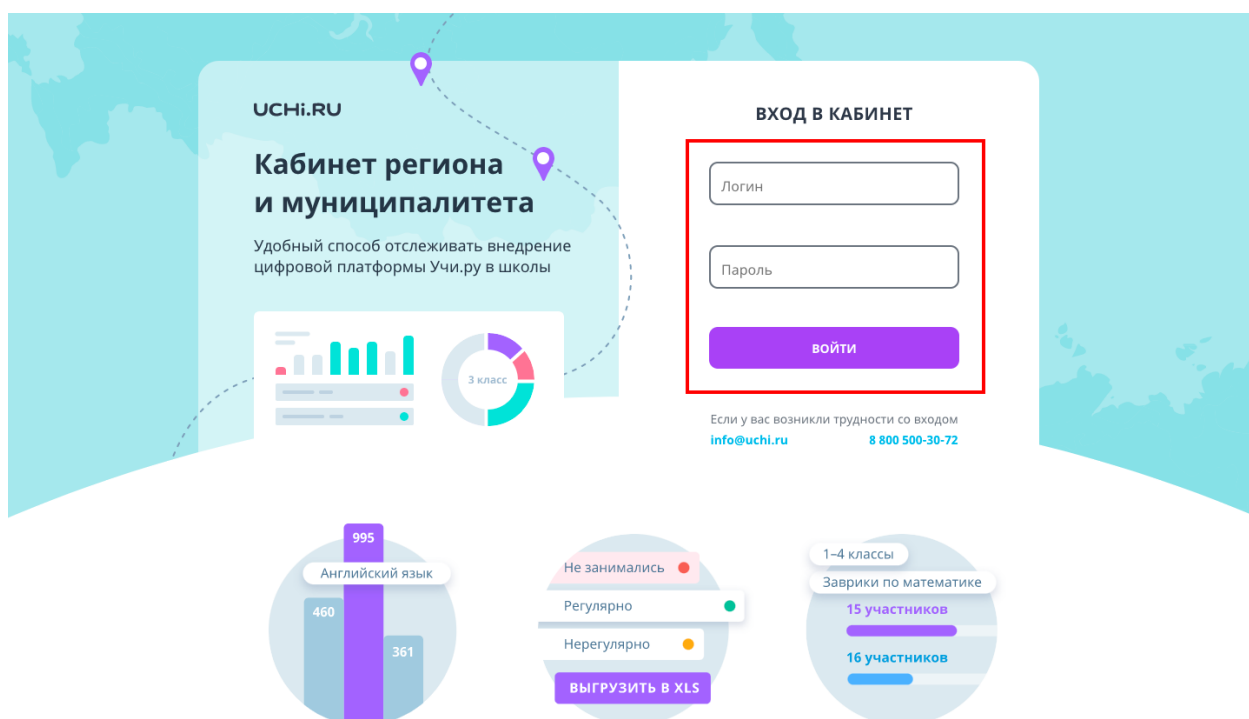 UCHi.RU
Кабинет региона
и муниципалитета
Удобный способ отслеживать внедрение
цифровой платформы Учи.ру в школы
3 класс
ВХОД В КАБИНЕТ
Логин
Пароль
ВОЙТИ
Если у вас возникли трудности со входом
info@uchi.ru 8 800 500-30-72
995
Английский язык
460
361
Не занимались
Регулярно
Нерегулярно
ВЫГРУЗИТЬ В XLS
1–4 классы
Заврики по математике
15 участников
16 участников